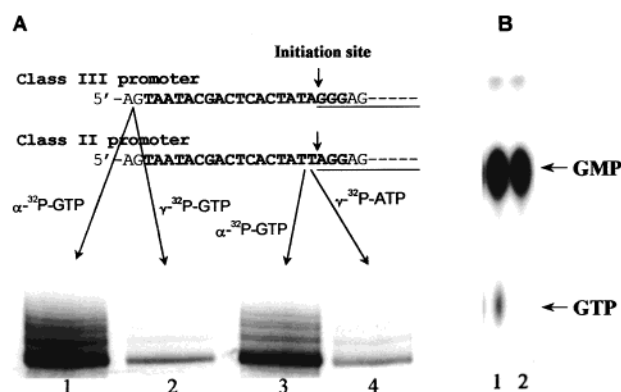 A
B
Initiation site
Class III promoter
5'-AGTAATACGACTCACTATAGGGAG-----
Class II promoter
5'-AGTAATACGACTCACTATTAGGAG-----
α-³²P-GTP
γ-³²P-GTP
α-³²P-GTP
γ-³²P-ATP
1 2 3 4
GMP
GTP
1 2